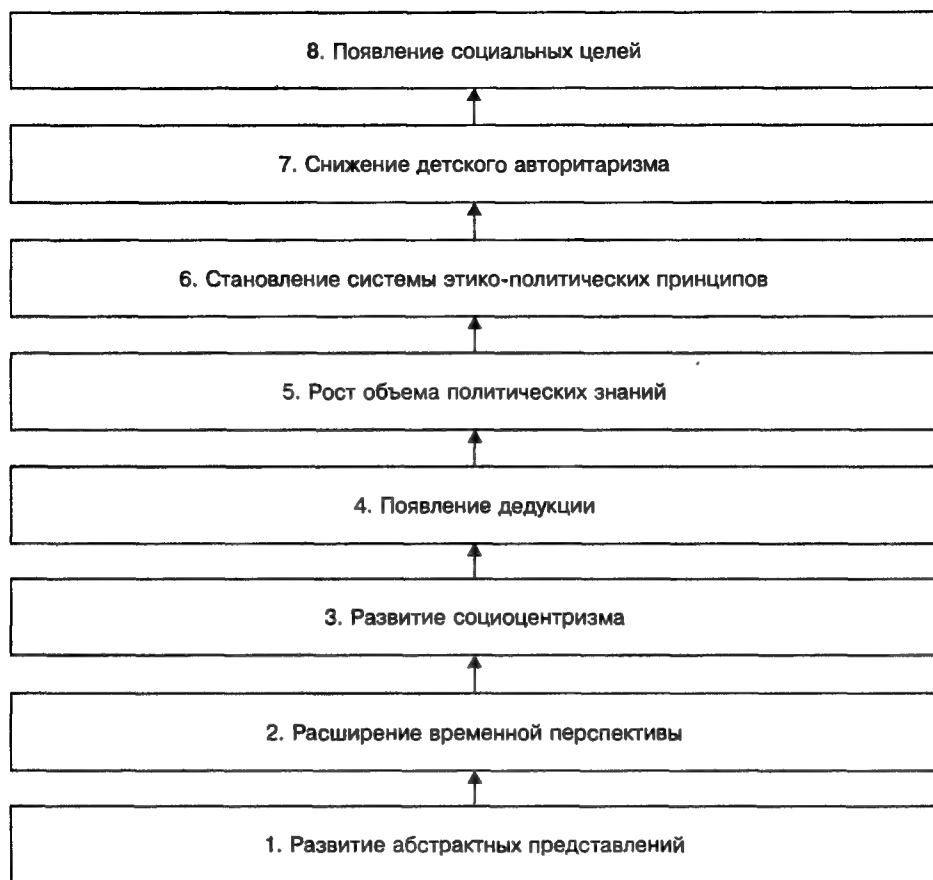 8. Появление социальных целей
7. Снижение детского авторитаризма
6. Становление системы этико-политических принципов
5. Рост объема политических знаний
4. Появление дедукции
3. Развитие социоцентризма
2. Расширение временной перспективы
1. Развитие абстрактных представлений